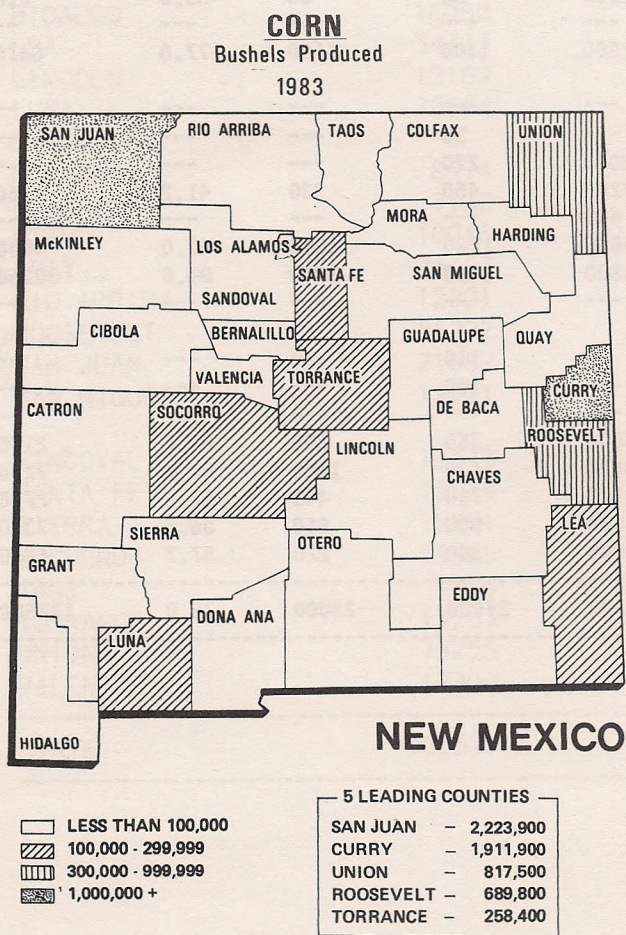 CORN
Bushels Produced
1983
SAN JUAN
RIO ARRIBA
TAOS
COLFAX
UNION
MORA
HARDING
McKINLEY
LOS ALAMOS
SANTA FE
SAN MIGUEL
SANDOVAL
CIBOLA
BERNALILLO
GUADALUPE
QUAY
VALENCIA
TORRANCE
CURRY
CATRON
SOCORRO
DE BACA
ROOSEVELT
LINCOLN
CHAVES
SIERRA
LEA
OTERO
GRANT
EDDY
DONA ANA
LUNA
HIDALGO
NEW MEXICO
LESS THAN 100,000
100,000 - 299,999
300,000 - 999,999
1,000,000 +
5 LEADING COUNTIES
SAN JUAN – 2,223,900
CURRY – 1,911,900
UNION – 817,500
ROOSEVELT – 689,800
TORRANCE – 258,400